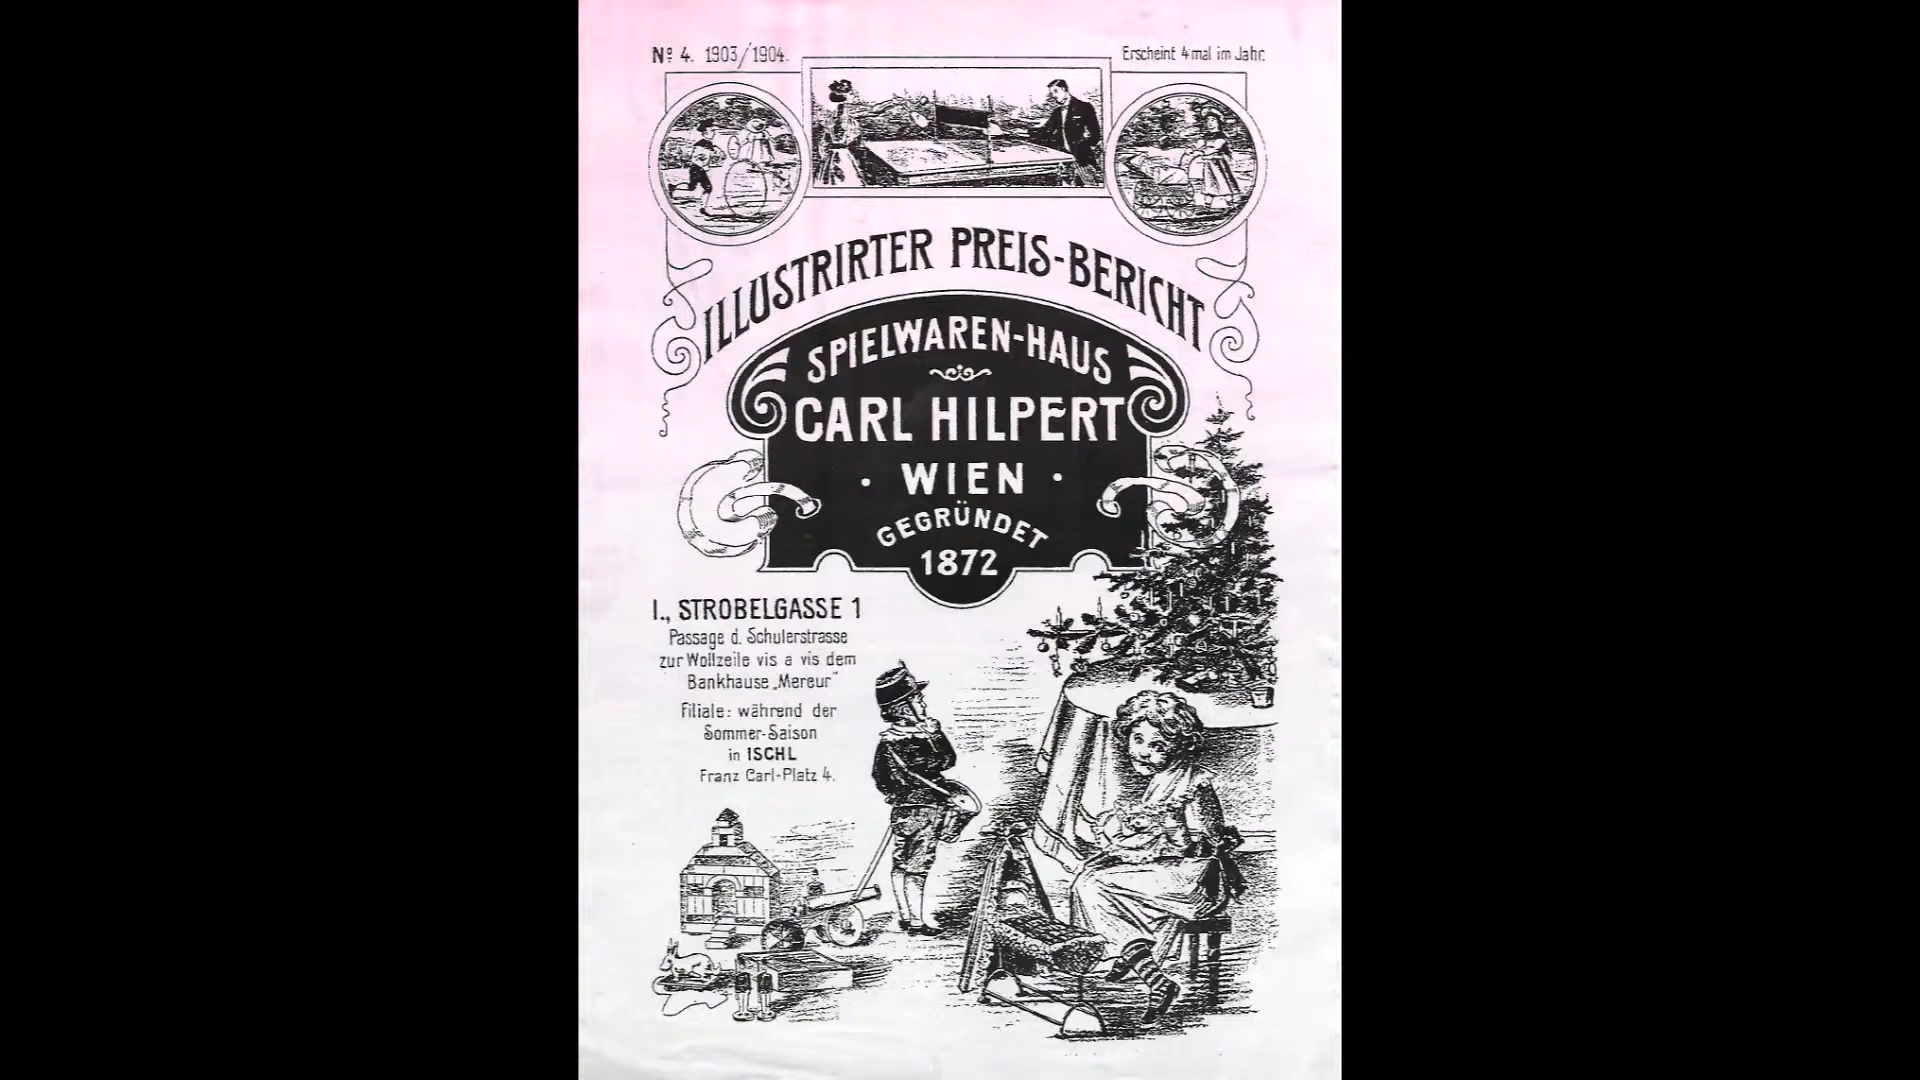 Nº 4. 1903/1904.
Erscheint 4 mal im Jahr.
ILLUSTRIRTER PREIS-BERICHT
SPIELWAREN-HAUS
CARL HILPERT
· WIEN ·
GEGRÜNDET
1872
I., STROBELGASSE 1
Passage d. Schulerstrasse
zur Wollzeile vis a vis dem
Bankhause „Mereur"
Filiale: während der
Sommer-Saison
in ISCHL
Franz Carl-Platz 4.